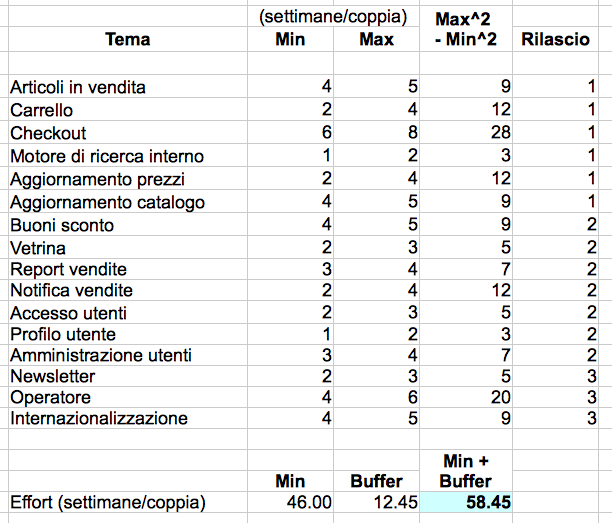 (settimane/coppia) Max^2
Tema Min Max - Min^2 Rilascio
Articoli in vendita 4 5 9 1
Carrello 2 4 12 1
Checkout 6 8 28 1
Motore di ricerca interno 1 2 3 1
Aggiornamento prezzi 2 4 12 1
Aggiornamento catalogo 4 5 9 1
Buoni sconto 4 5 9 2
Vetrina 2 3 5 2
Report vendite 3 4 7 2
Notifica vendite 2 4 12 2
Accesso utenti 2 3 5 2
Profilo utente 1 2 3 2
Amministrazione utenti 3 4 7 2
Newsletter 2 3 5 3
Operatore 4 6 20 3
Internazionalizzazione 4 5 9 3
Min +
Min Buffer Buffer
Effort (settimane/coppia) 46.00 12.45 58.45